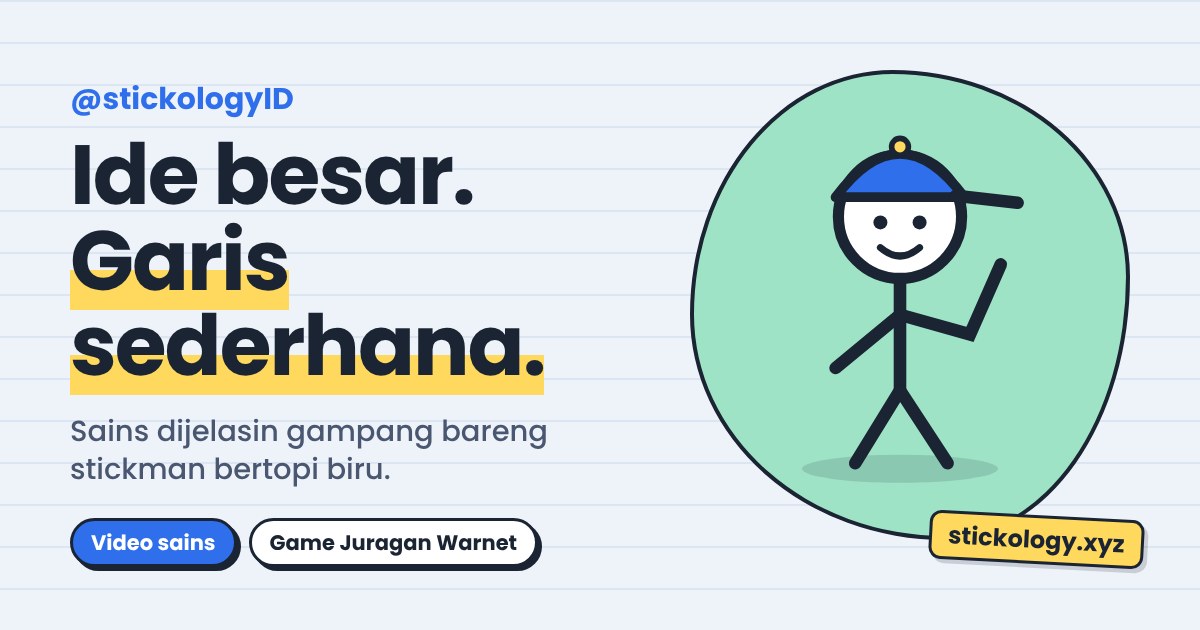 @stickologyID
Ide besar.
Garis
sederhana.
Sains dijelasin gampang bareng
stickman bertopi biru.
Video sains
Game Juragan Warnet
stickology.xyz